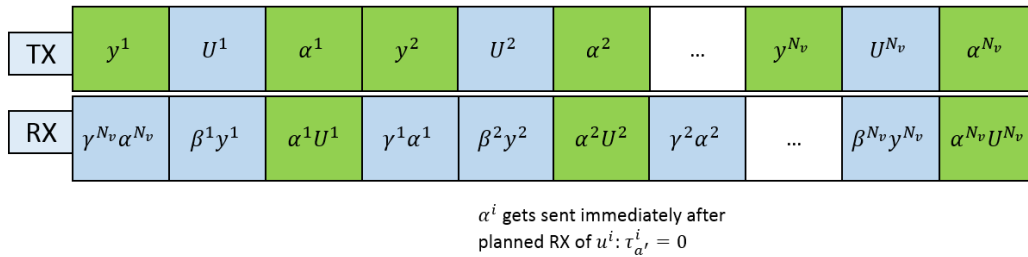 TX y¹ U¹ α¹ y² U² α² ... y^{N_v} U^{N_v} α^{N_v}
RX γ^{N_v}α^{N_v} β¹y¹ α¹U¹ γ¹α¹ β²y² α²U² γ²α² ... β^{N_v}y^{N_v} α^{N_v}U^{N_v}
α^i gets sent immediately after
planned RX of u^i: τ_{a′}^i = 0